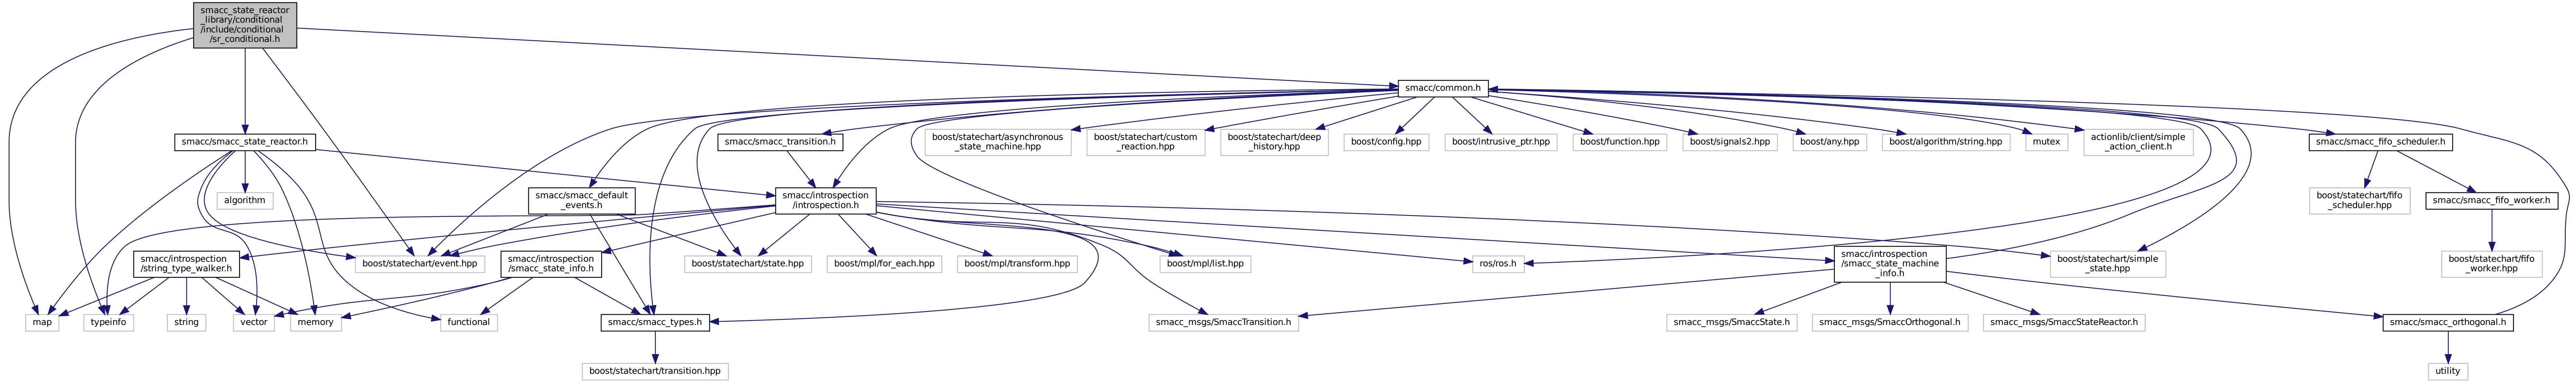 smacc_state_reactor
_library/conditional
/include/conditional
/sr_conditional.h
smacc/common.h
smacc/smacc_state_reactor.h
smacc/smacc_transition.h
boost/statechart/asynchronous
_state_machine.hpp
boost/statechart/custom
_reaction.hpp
boost/statechart/deep
_history.hpp
boost/config.hpp
boost/intrusive_ptr.hpp
boost/function.hpp
boost/signals2.hpp
boost/any.hpp
boost/algorithm/string.hpp
mutex
actionlib/client/simple
_action_client.h
smacc/smacc_fifo_scheduler.h
algorithm
smacc/smacc_default
_events.h
smacc/introspection
/introspection.h
boost/statechart/fifo
_scheduler.hpp
smacc/smacc_fifo_worker.h
smacc/introspection
/string_type_walker.h
boost/statechart/event.hpp
smacc/introspection
/smacc_state_info.h
boost/statechart/state.hpp
boost/mpl/for_each.hpp
boost/mpl/transform.hpp
boost/mpl/list.hpp
ros/ros.h
smacc/introspection
/smacc_state_machine
_info.h
boost/statechart/simple
_state.hpp
boost/statechart/fifo
_worker.hpp
map
typeinfo
string
vector
memory
functional
smacc/smacc_types.h
smacc_msgs/SmaccTransition.h
smacc_msgs/SmaccState.h
smacc_msgs/SmaccOrthogonal.h
smacc_msgs/SmaccStateReactor.h
smacc/smacc_orthogonal.h
boost/statechart/transition.hpp
utility